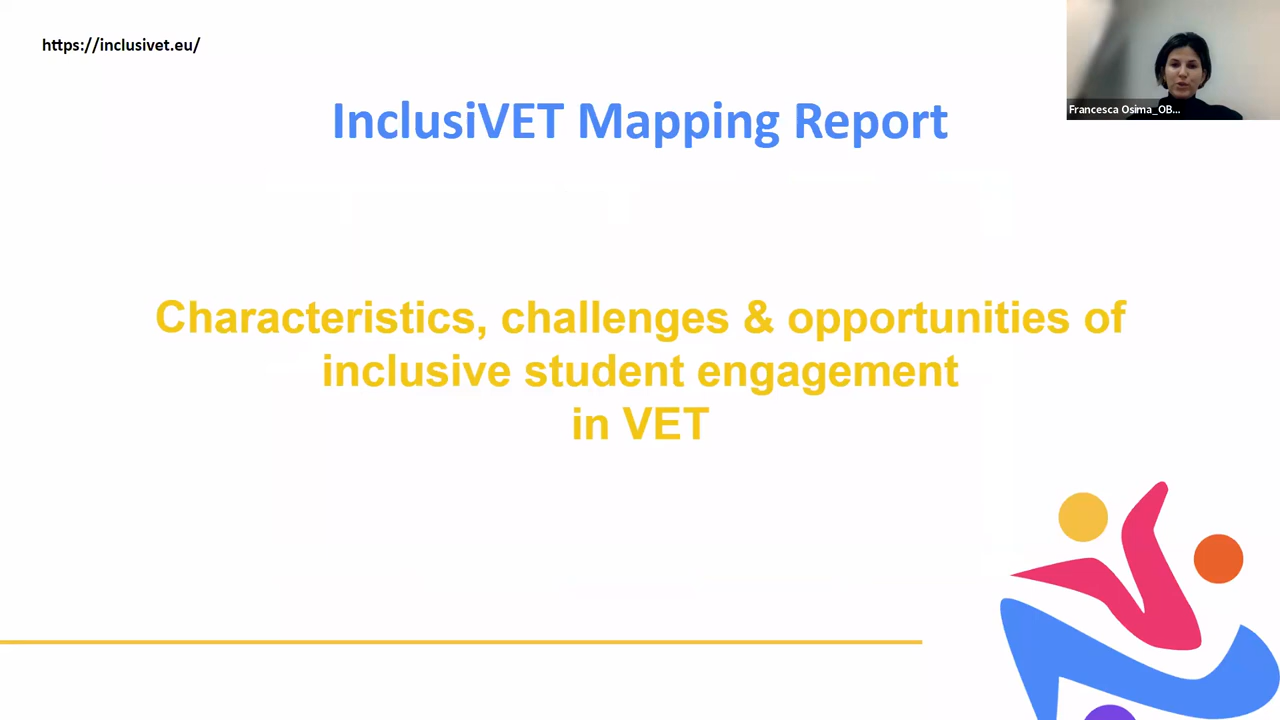 https://inclusivet.eu/
Francesca Osima_OB...
InclusiVET Mapping Report
Characteristics, challenges & opportunities of
inclusive student engagement
in VET